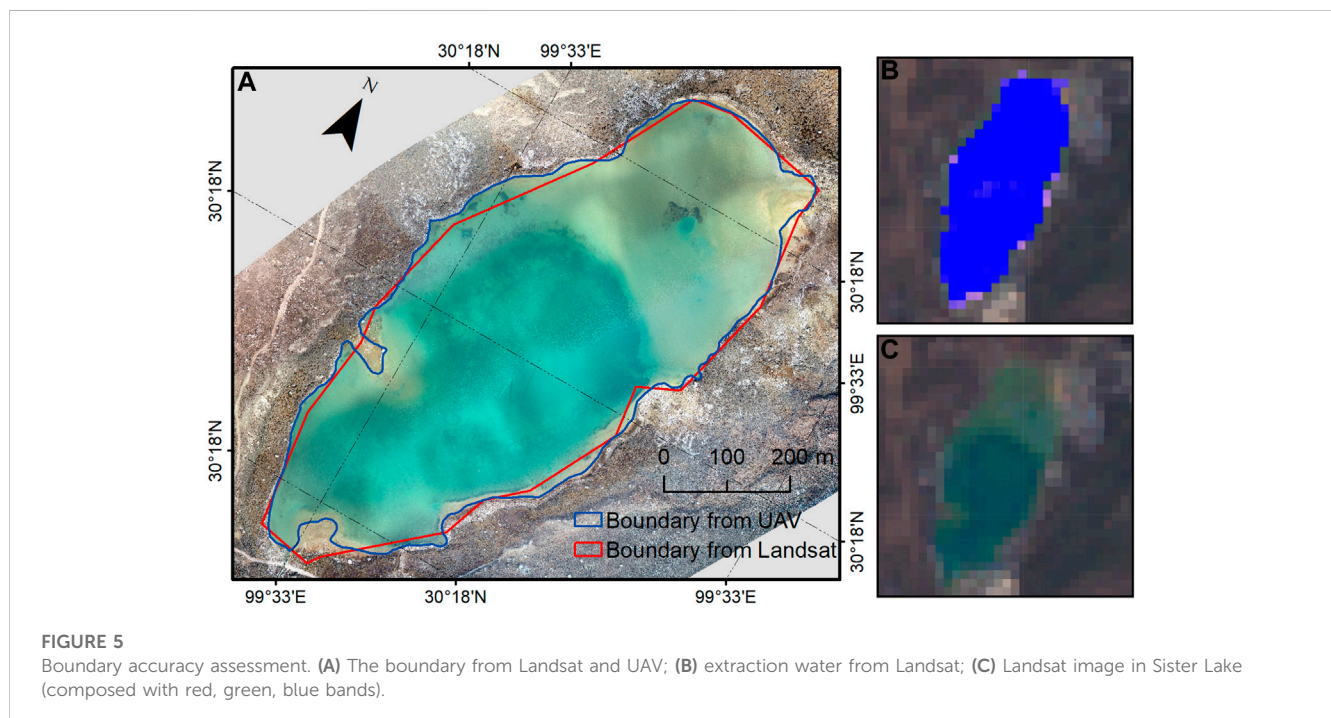 30°18'N 99°33'E
A
N
B
30°18'N
30°18'N
99°33'E
30°18'N
0 100 200 m
Boundary from UAV
Boundary from Landsat
C
30°18'N
99°33'E 30°18'N 99°33'E
FIGURE 5
Boundary accuracy assessment. (A) The boundary from Landsat and UAV; (B) extraction water from Landsat; (C) Landsat image in Sister Lake
(composed with red, green, blue bands).